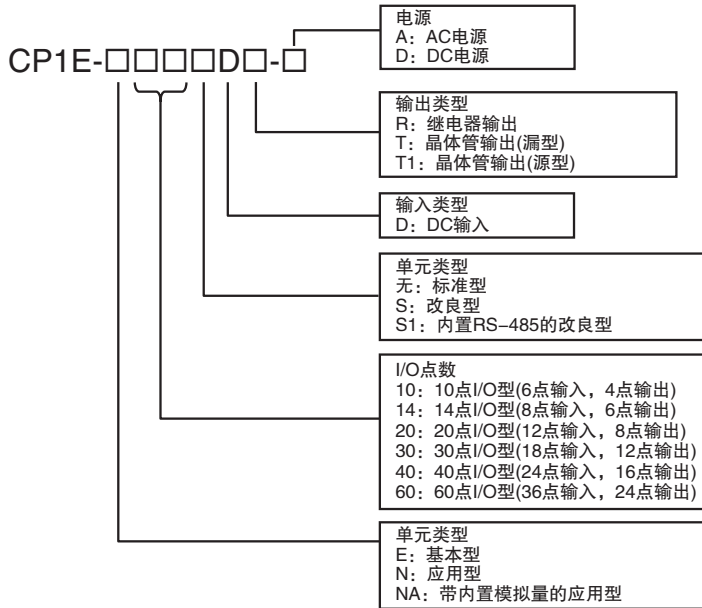 CP1E-□□□□D□-□
电源
A：AC电源
D：DC电源
输出类型
R：继电器输出
T：晶体管输出(漏型)
T1：晶体管输出(源型)
输入类型
D：DC输入
单元类型
无：标准型
S：改良型
S1：内置RS–485的改良型
I/O点数
10：10点I/O型(6点输入，4点输出)
14：14点I/O型(8点输入，6点输出)
20：20点I/O型(12点输入，8点输出)
30：30点I/O型(18点输入，12点输出)
40：40点I/O型(24点输入，16点输出)
60：60点I/O型(36点输入，24点输出)
单元类型
E：基本型
N：应用型
NA：带内置模拟量的应用型